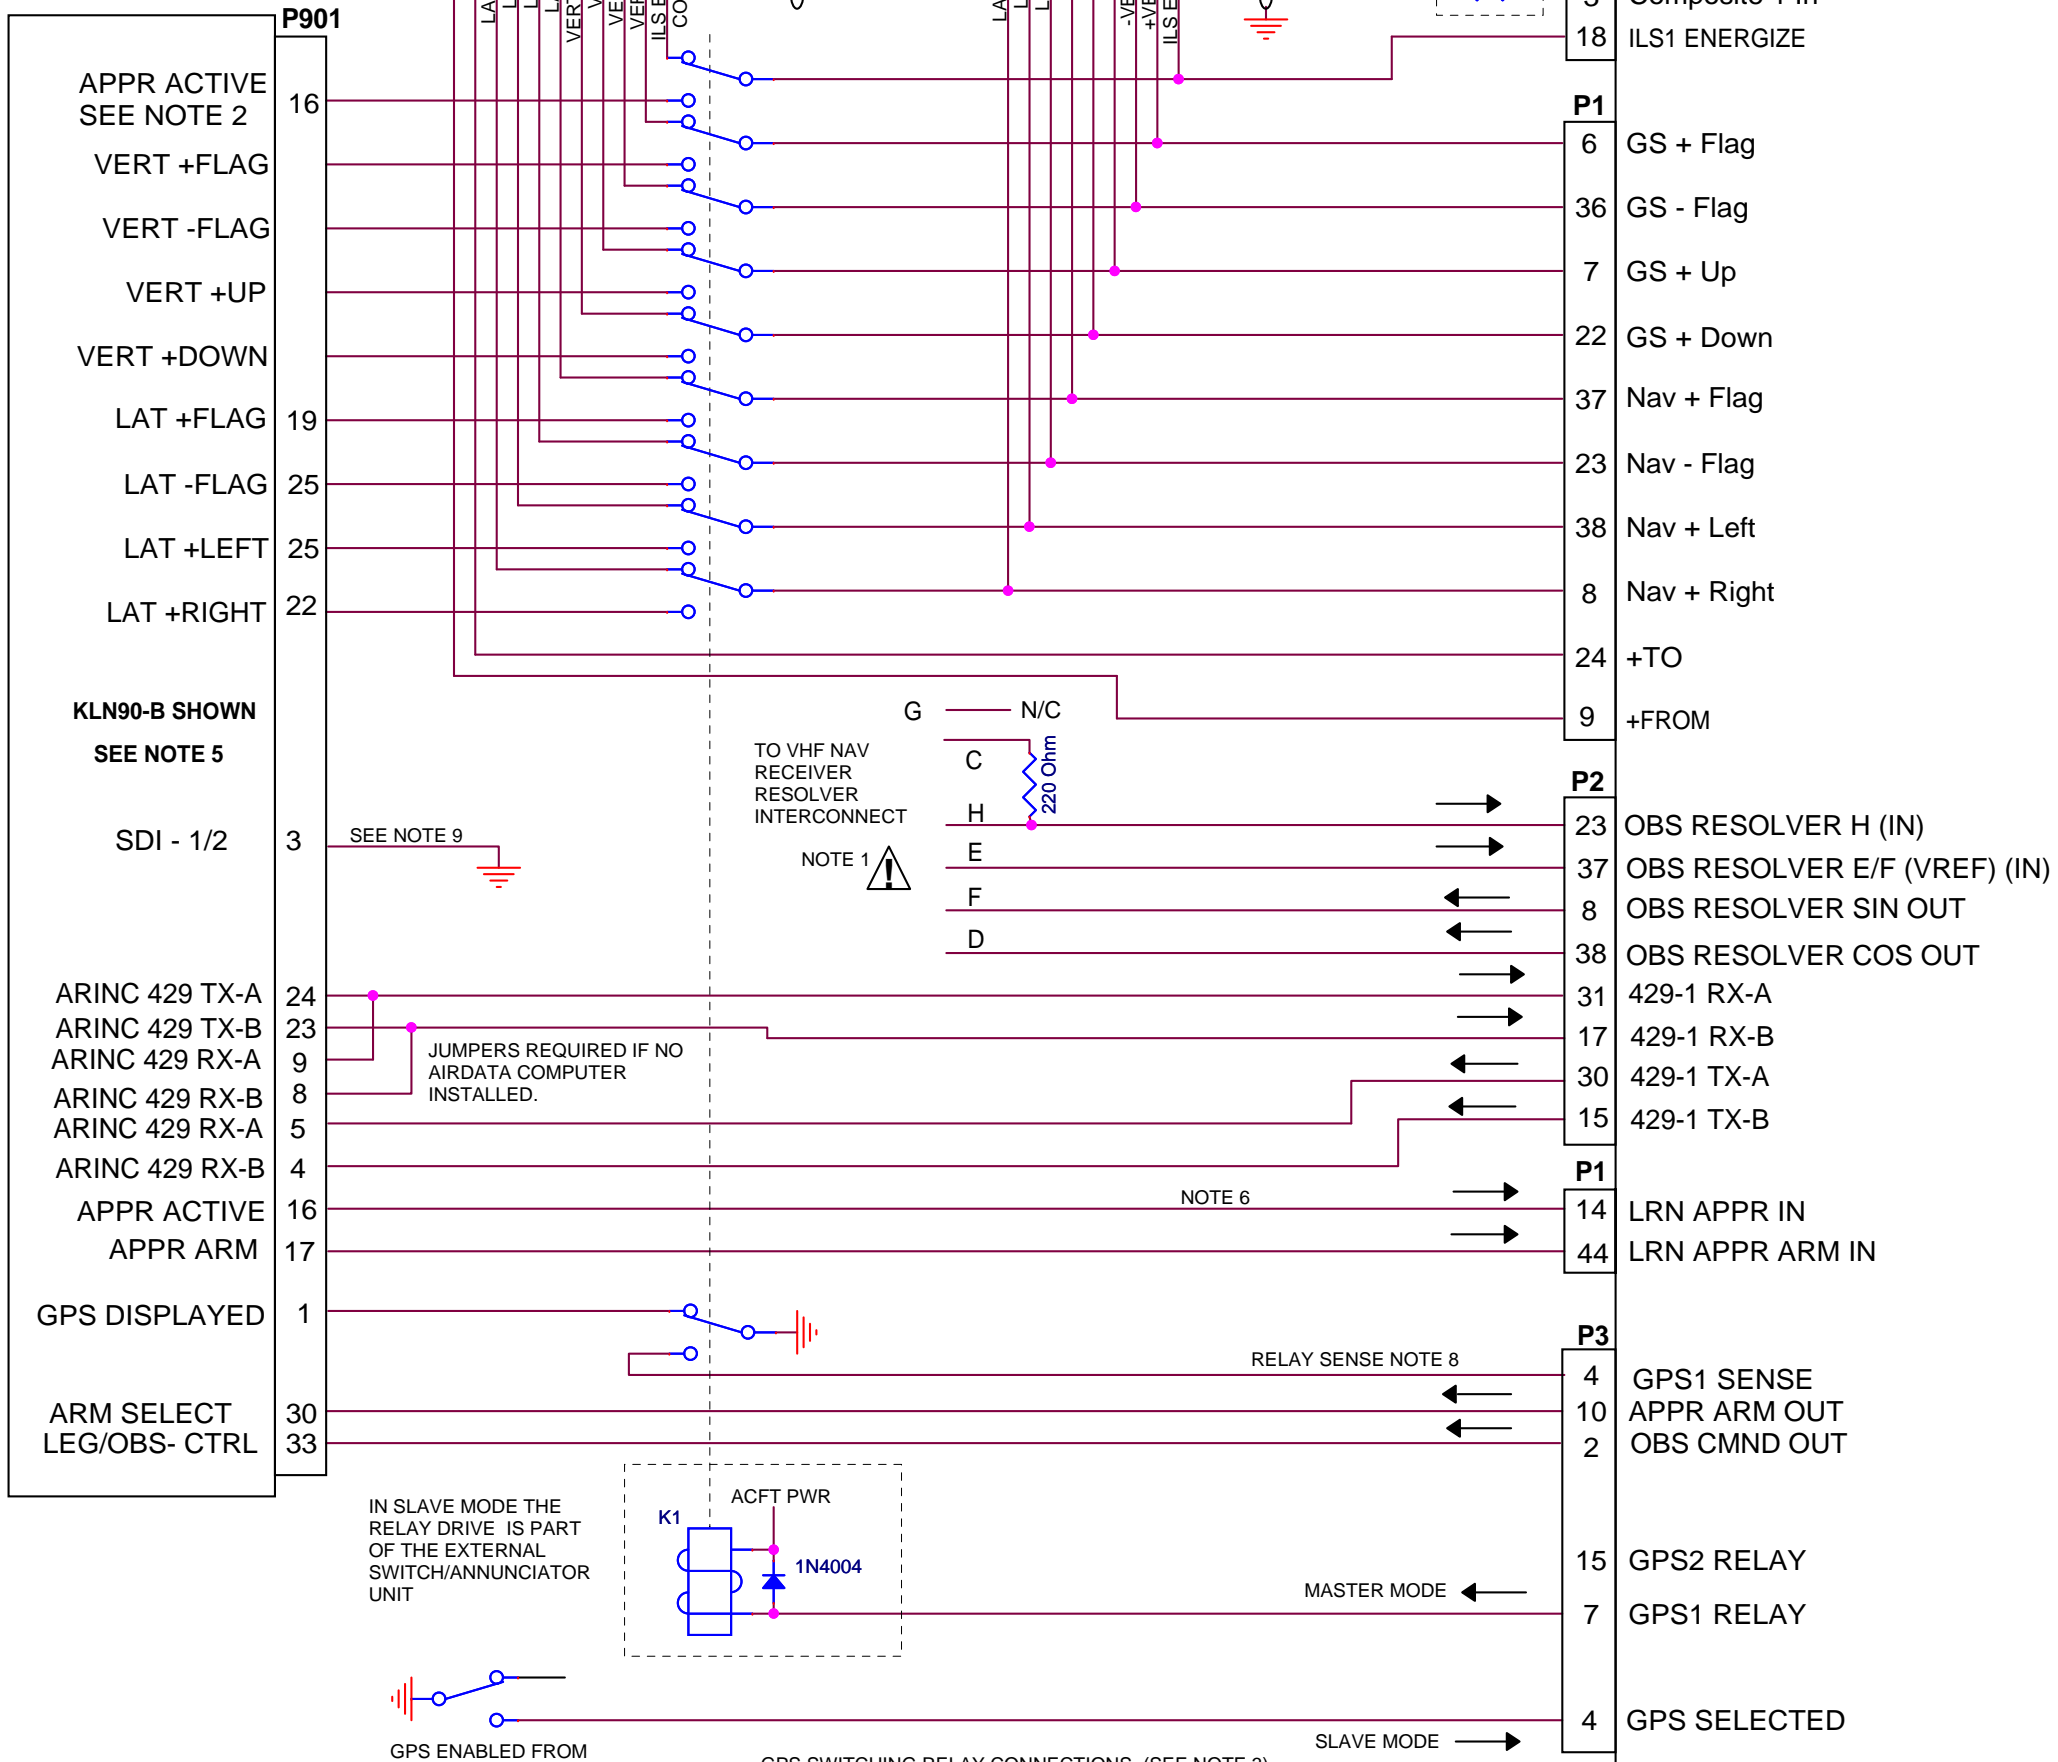 P901
APPR ACTIVE
SEE NOTE 2
16
VERT +FLAG
VERT -FLAG
VERT +UP
VERT +DOWN
LAT +FLAG 19
LAT -FLAG 25
LAT +LEFT 25
LAT +RIGHT 22
KLN90-B SHOWN
SEE NOTE 5
SDI - 1/2 3
SEE NOTE 9
ARINC 429 TX-A 24
ARINC 429 TX-B 23
ARINC 429 RX-A 9
ARINC 429 RX-B 8
ARINC 429 RX-A 5
ARINC 429 RX-B 4
APPR ACTIVE 16
APPR ARM 17
GPS DISPLAYED 1
ARM SELECT 30
LEG/OBS- CTRL 33
JUMPERS REQUIRED IF NO
AIRDATA COMPUTER
INSTALLED.
TO VHF NAV
RECEIVER
RESOLVER
INTERCONNECT
NOTE 1
G N/C
C
220 Ohm
H
E
F
D
NOTE 6
RELAY SENSE NOTE 8
IN SLAVE MODE THE
RELAY DRIVE IS PART
OF THE EXTERNAL
SWITCH/ANNUNCIATOR
UNIT
K1
ACFT PWR
1N4004
MASTER MODE
SLAVE MODE
GPS ENABLED FROM
GPS SWITCHING RELAY CONNECTIONS (SEE NOTE 3)
18 ILS1 ENERGIZE
P1
6 GS + Flag
36 GS - Flag
7 GS + Up
22 GS + Down
37 Nav + Flag
23 Nav - Flag
38 Nav + Left
8 Nav + Right
24 +TO
9 +FROM
P2
23 OBS RESOLVER H (IN)
37 OBS RESOLVER E/F (VREF) (IN)
8 OBS RESOLVER SIN OUT
38 OBS RESOLVER COS OUT
31 429-1 RX-A
17 429-1 RX-B
30 429-1 TX-A
15 429-1 TX-B
P1
14 LRN APPR IN
44 LRN APPR ARM IN
P3
4 GPS1 SENSE
10 APPR ARM OUT
2 OBS CMND OUT
15 GPS2 RELAY
7 GPS1 RELAY
4 GPS SELECTED